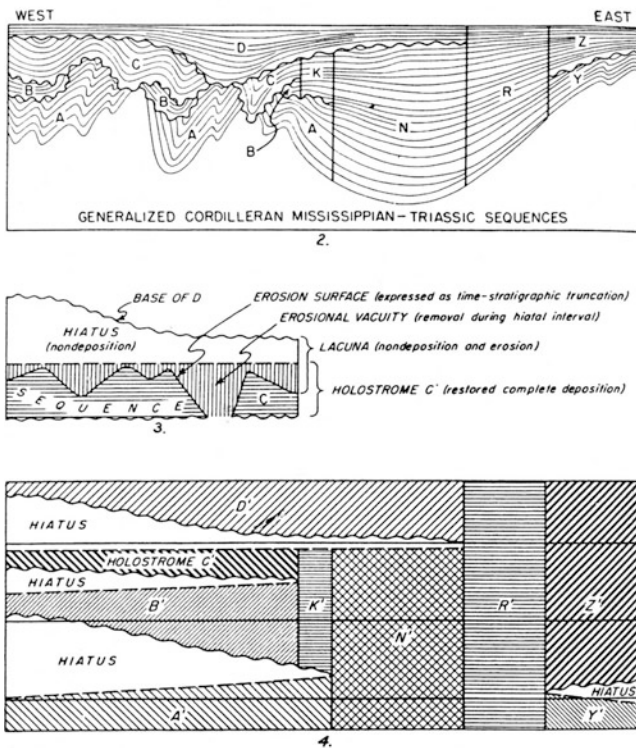 WEST EAST
D
Z
C
C
K
Y
B
B
R
A
N
A
A
B
GENERALIZED CORDILLERAN MISSISSIPPIAN–TRIASSIC SEQUENCES
2.
BASE OF D
EROSION SURFACE (expressed as time-stratigraphic truncation)
EROSIONAL VACUITY (removal during hiatal interval)
HIATUS
(nondeposition)
LACUNA (nondeposition and erosion)
HOLOSTROME C' (restored complete deposition)
SEQUENCE C
3.
D'
HIATUS
HOLOSTROME C'
HIATUS
B'
K'
N'
R'
Z'
HIATUS
HIATUS
A'
Y'
4.